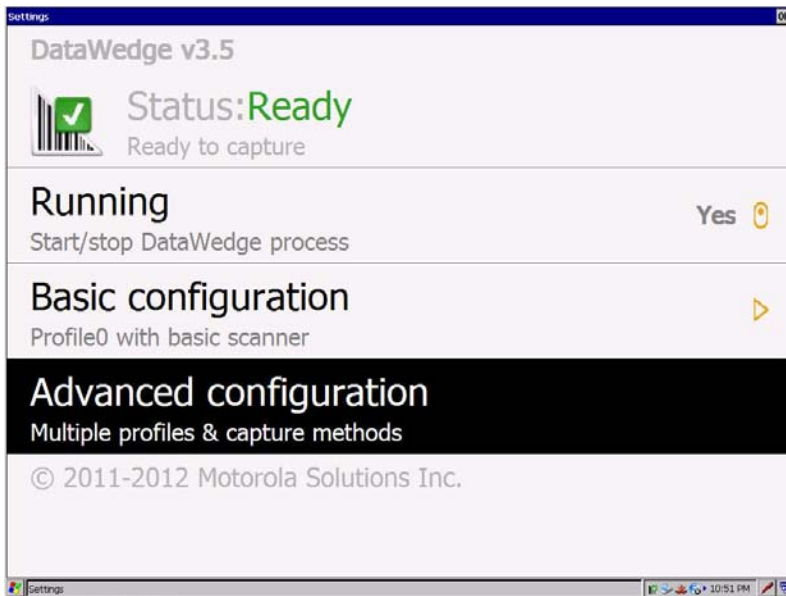 Settings
DataWedge v3.5
Status:Ready
Ready to capture
Running
Yes
Start/stop DataWedge process
Basic configuration
Profile0 with basic scanner
Advanced configuration
Multiple profiles & capture methods
© 2011-2012 Motorola Solutions Inc.
Settings
10:51 PM